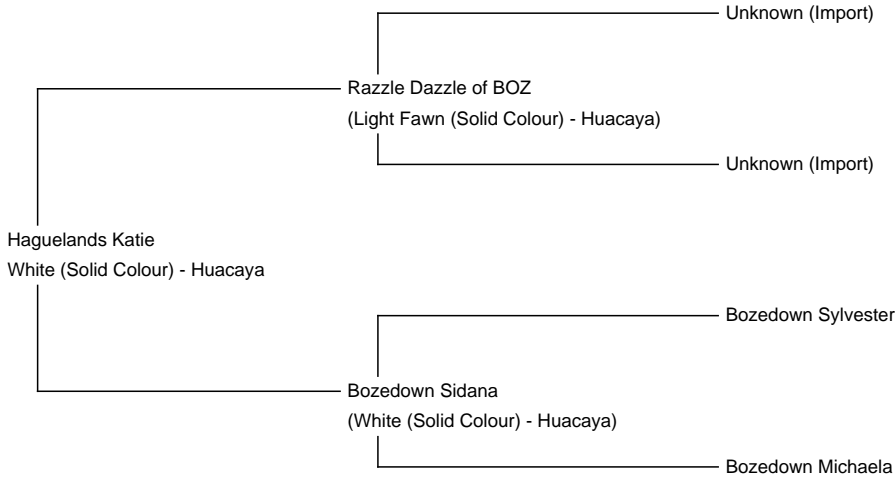 Unknown (Import)
Razzle Dazzle of BOZ
(Light Fawn (Solid Colour) - Huacaya)
Unknown (Import)
Haguelands Katie
White (Solid Colour) - Huacaya
Bozedown Sylvester
Bozedown Sidana
(White (Solid Colour) - Huacaya)
Bozedown Michaela